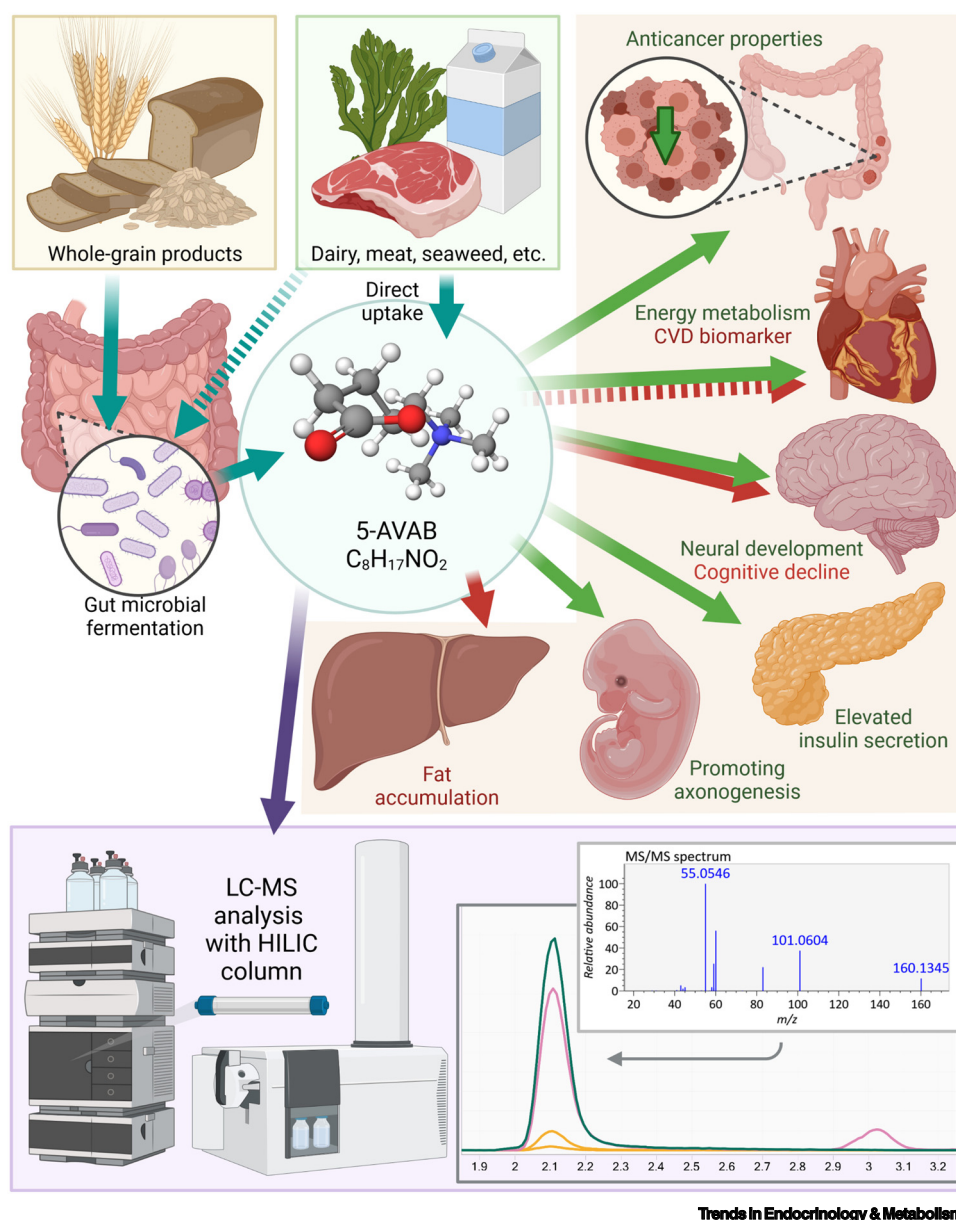 Whole-grain products
Dairy, meat, seaweed, etc.
Anticancer properties
Direct
uptake
Energy metabolism
CVD biomarker
5-AVAB
C₈H₁₇NO₂
Gut microbial
fermentation
Neural development
Cognitive decline
Elevated
insulin secretion
Fat
accumulation
Promoting
axonogenesis
LC-MS
analysis
with HILIC
column
MS/MS spectrum
Relative abundance
100
80
60
40
20
0
55.0546
101.0604
160.1345
20 40 60 80 100 120 140 160
m/z
1.9 2 2.1 2.2 2.3 2.4 2.5 2.6 2.7 2.8 2.9 3 3.1 3.2
Trends in Endocrinology & Metabolism